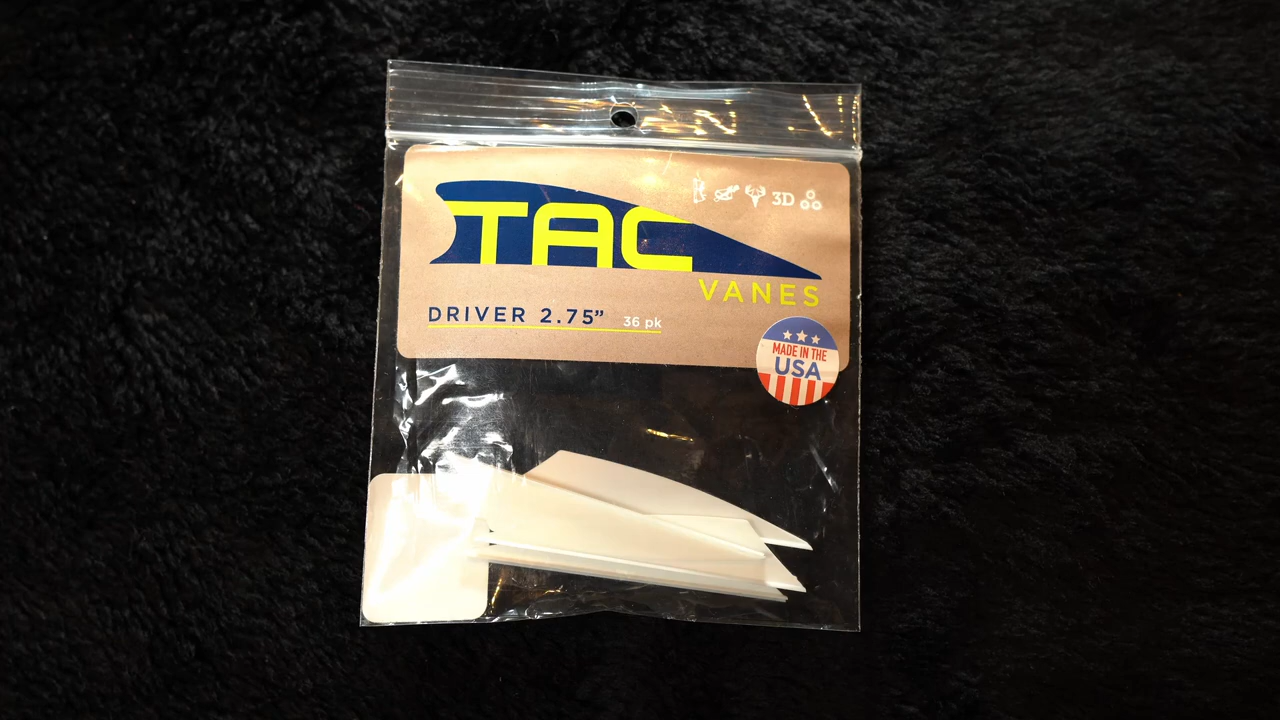 3D
TAC
VANES
DRIVER 2.75” 36 pk
MADE IN THE
USA